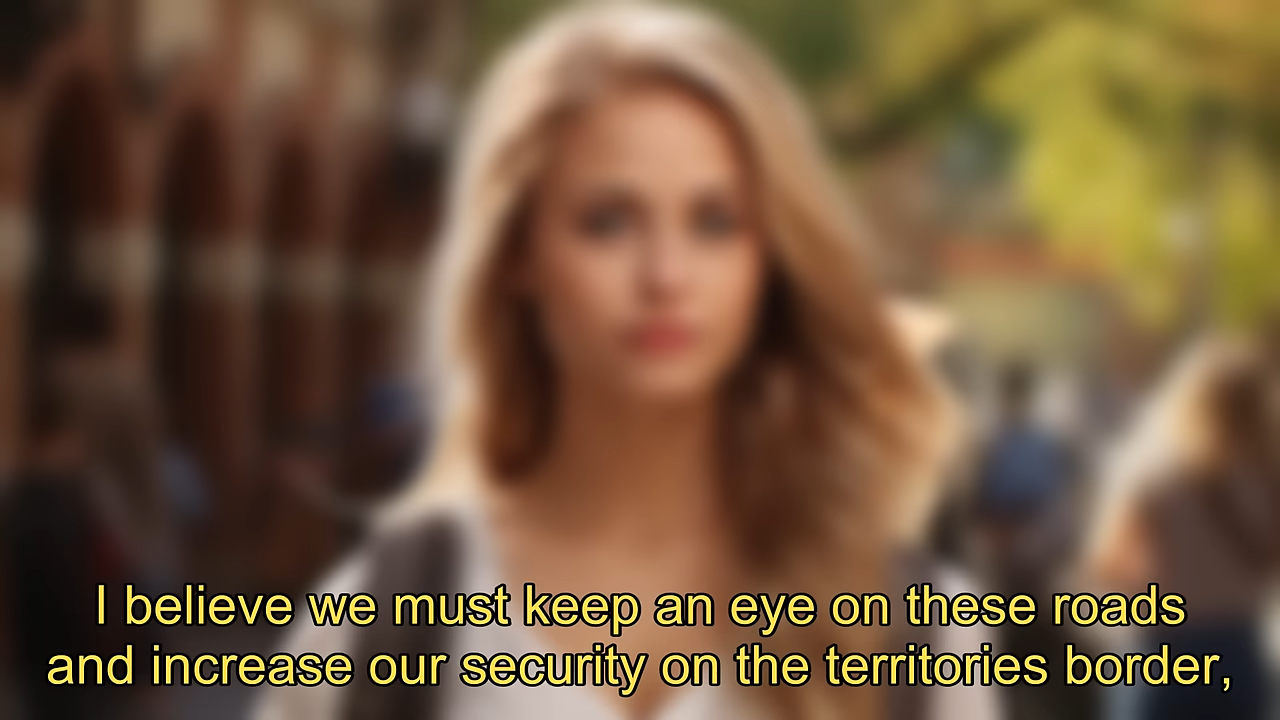 I believe we must keep an eye on these roads
and increase our security on the territories border,